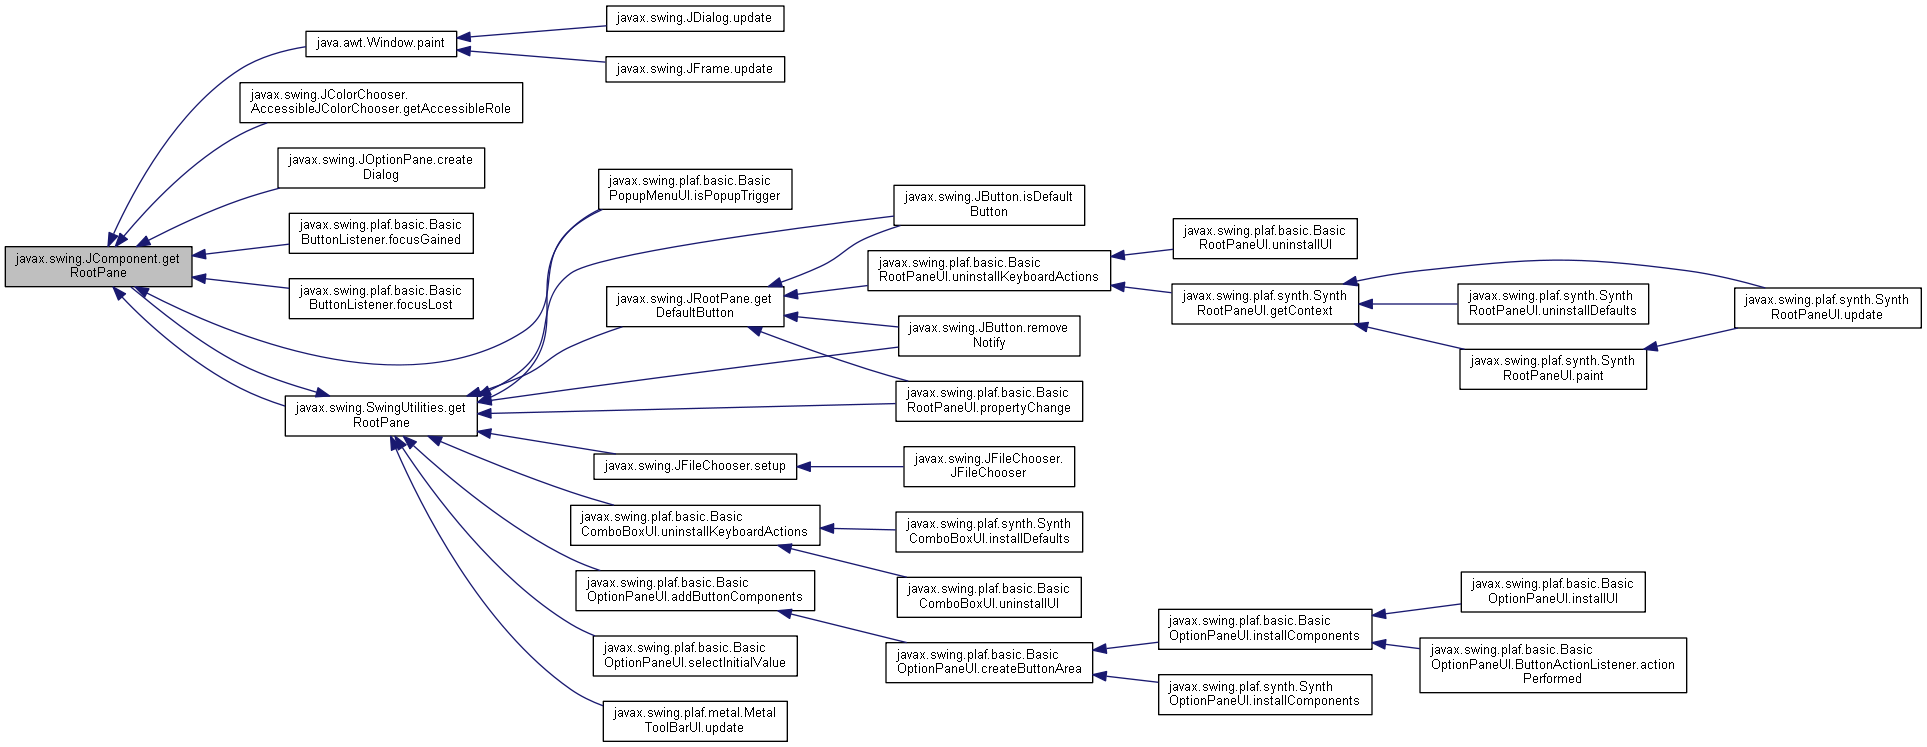 javax.swing.JComponent.get
RootPane
java.awt.Window.paint
javax.swing.JDialog.update
javax.swing.JFrame.update
javax.swing.JColorChooser.
AccessibleJColorChooser.getAccessibleRole
javax.swing.JOptionPane.create
Dialog
javax.swing.plaf.basic.Basic
ButtonListener.focusGained
javax.swing.plaf.basic.Basic
ButtonListener.focusLost
javax.swing.SwingUtilities.get
RootPane
javax.swing.plaf.basic.Basic
PopupMenuUI.isPopupTrigger
javax.swing.JRootPane.get
DefaultButton
javax.swing.JButton.isDefault
Button
javax.swing.plaf.basic.Basic
RootPaneUI.uninstallKeyboardActions
javax.swing.JButton.remove
Notify
javax.swing.plaf.basic.Basic
RootPaneUI.propertyChange
javax.swing.plaf.basic.Basic
RootPaneUI.uninstallUI
javax.swing.plaf.synth.Synth
RootPaneUI.getContext
javax.swing.plaf.synth.Synth
RootPaneUI.uninstallDefaults
javax.swing.plaf.synth.Synth
RootPaneUI.paint
javax.swing.plaf.synth.Synth
RootPaneUI.update
javax.swing.JFileChooser.setup
javax.swing.JFileChooser.
JFileChooser
javax.swing.plaf.basic.Basic
ComboBoxUI.uninstallKeyboardActions
javax.swing.plaf.synth.Synth
ComboBoxUI.installDefaults
javax.swing.plaf.basic.Basic
ComboBoxUI.uninstallUI
javax.swing.plaf.basic.Basic
OptionPaneUI.addButtonComponents
javax.swing.plaf.basic.Basic
OptionPaneUI.createButtonArea
javax.swing.plaf.basic.Basic
OptionPaneUI.installComponents
javax.swing.plaf.basic.Basic
OptionPaneUI.installUI
javax.swing.plaf.basic.Basic
OptionPaneUI.ButtonActionListener.action
Performed
javax.swing.plaf.synth.Synth
OptionPaneUI.installComponents
javax.swing.plaf.basic.Basic
OptionPaneUI.selectInitialValue
javax.swing.plaf.metal.Metal
ToolBarUI.update